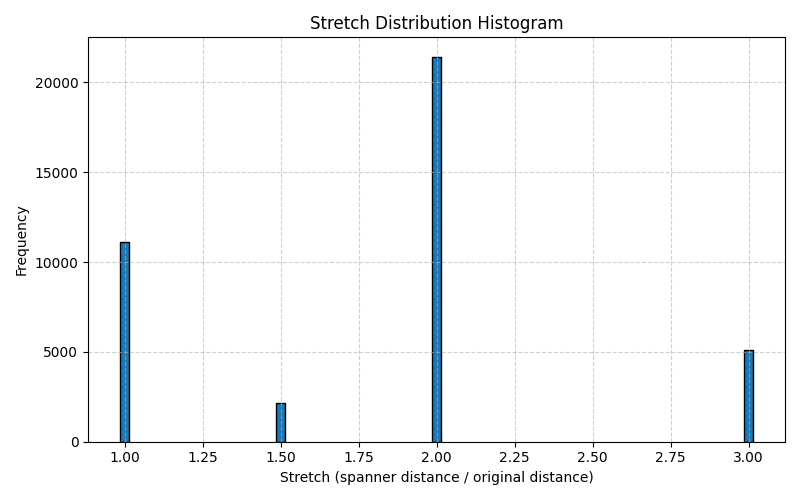 Stretch Distribution Histogram
Frequency
20000
15000
10000
5000
0
1.00 1.25 1.50 1.75 2.00 2.25 2.50 2.75 3.00
Stretch (spanner distance / original distance)